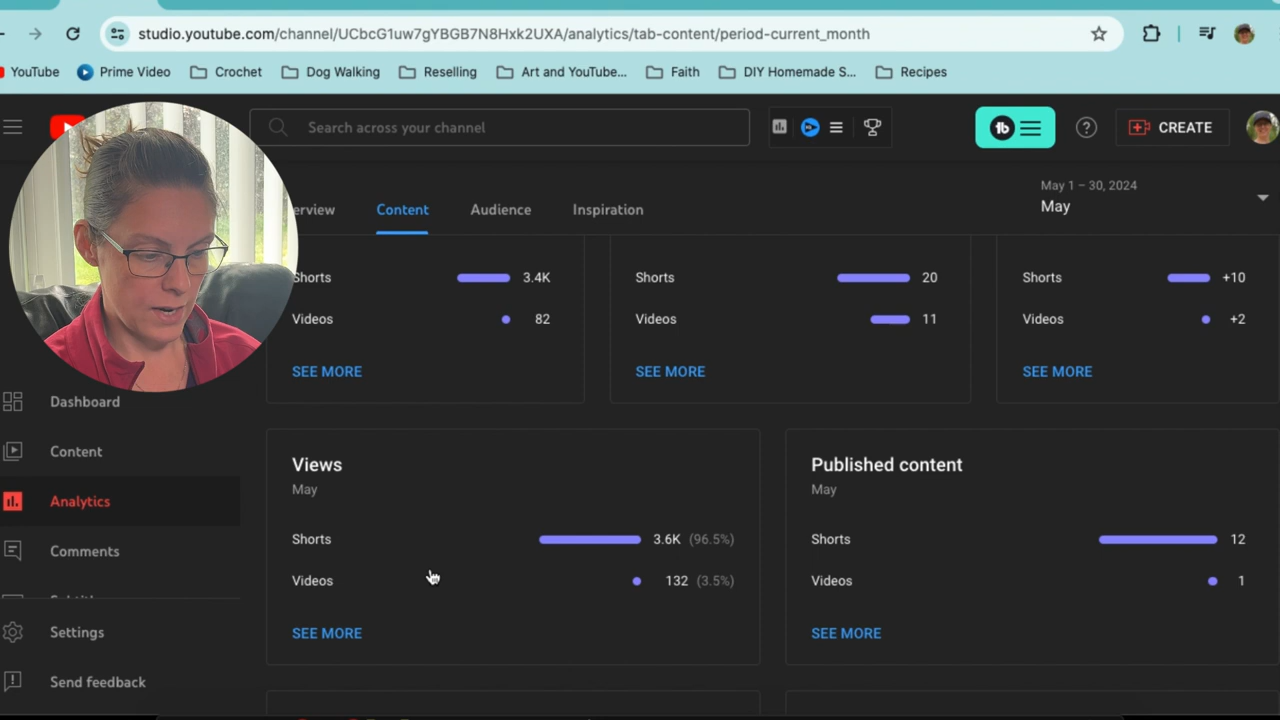 studio.youtube.com/channel/UCbcG1uw7gYBGB7N8Hxk2UXA/analytics/tab-content/period-current_month
YouTube Prime Video Crochet Dog Walking Reselling Art and YouTube... Faith DIY Homemade S... Recipes
Search across your channel CREATE
May 1 – 30, 2024
erview Content Audience Inspiration May
Shorts 3.4K Shorts 20 Shorts +10
Videos 82 Videos 11 Videos +2
SEE MORE SEE MORE SEE MORE
Dashboard
Content
Analytics
Comments
Settings
Send feedback
Views Published content
May May
Shorts 3.6K (96.5%) Shorts 12
Videos 132 (3.5%) Videos 1
SEE MORE SEE MORE